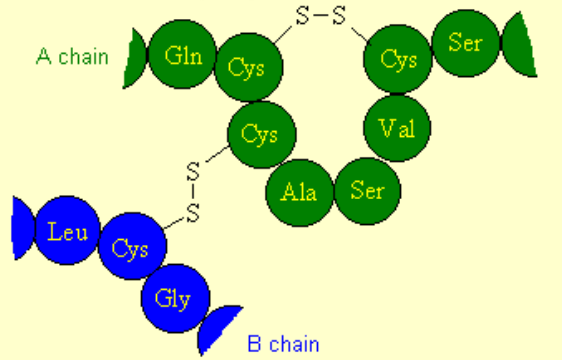 S–S
A chain
Gln
Cys
Cys
Ser
Cys
Val
S
S
Ala
Ser
Leu
Cys
Gly
B chain